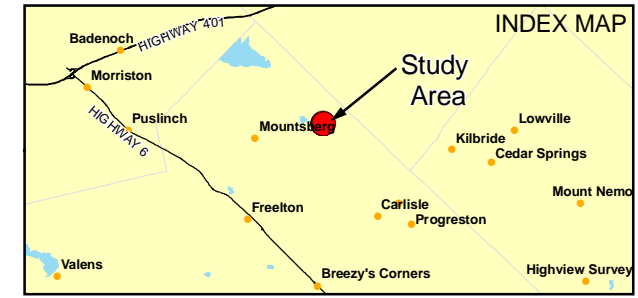 INDEX MAP
Badenoch
HIGHWAY 401
Morriston
Study
Area
Puslinch
HIGHWAY 6
Mountsberg
Lowville
Kilbride
Cedar Springs
Mount Nemo
Freelton
Carlisle
Progreston
Valens
Breezy's Corners
Highview Survey